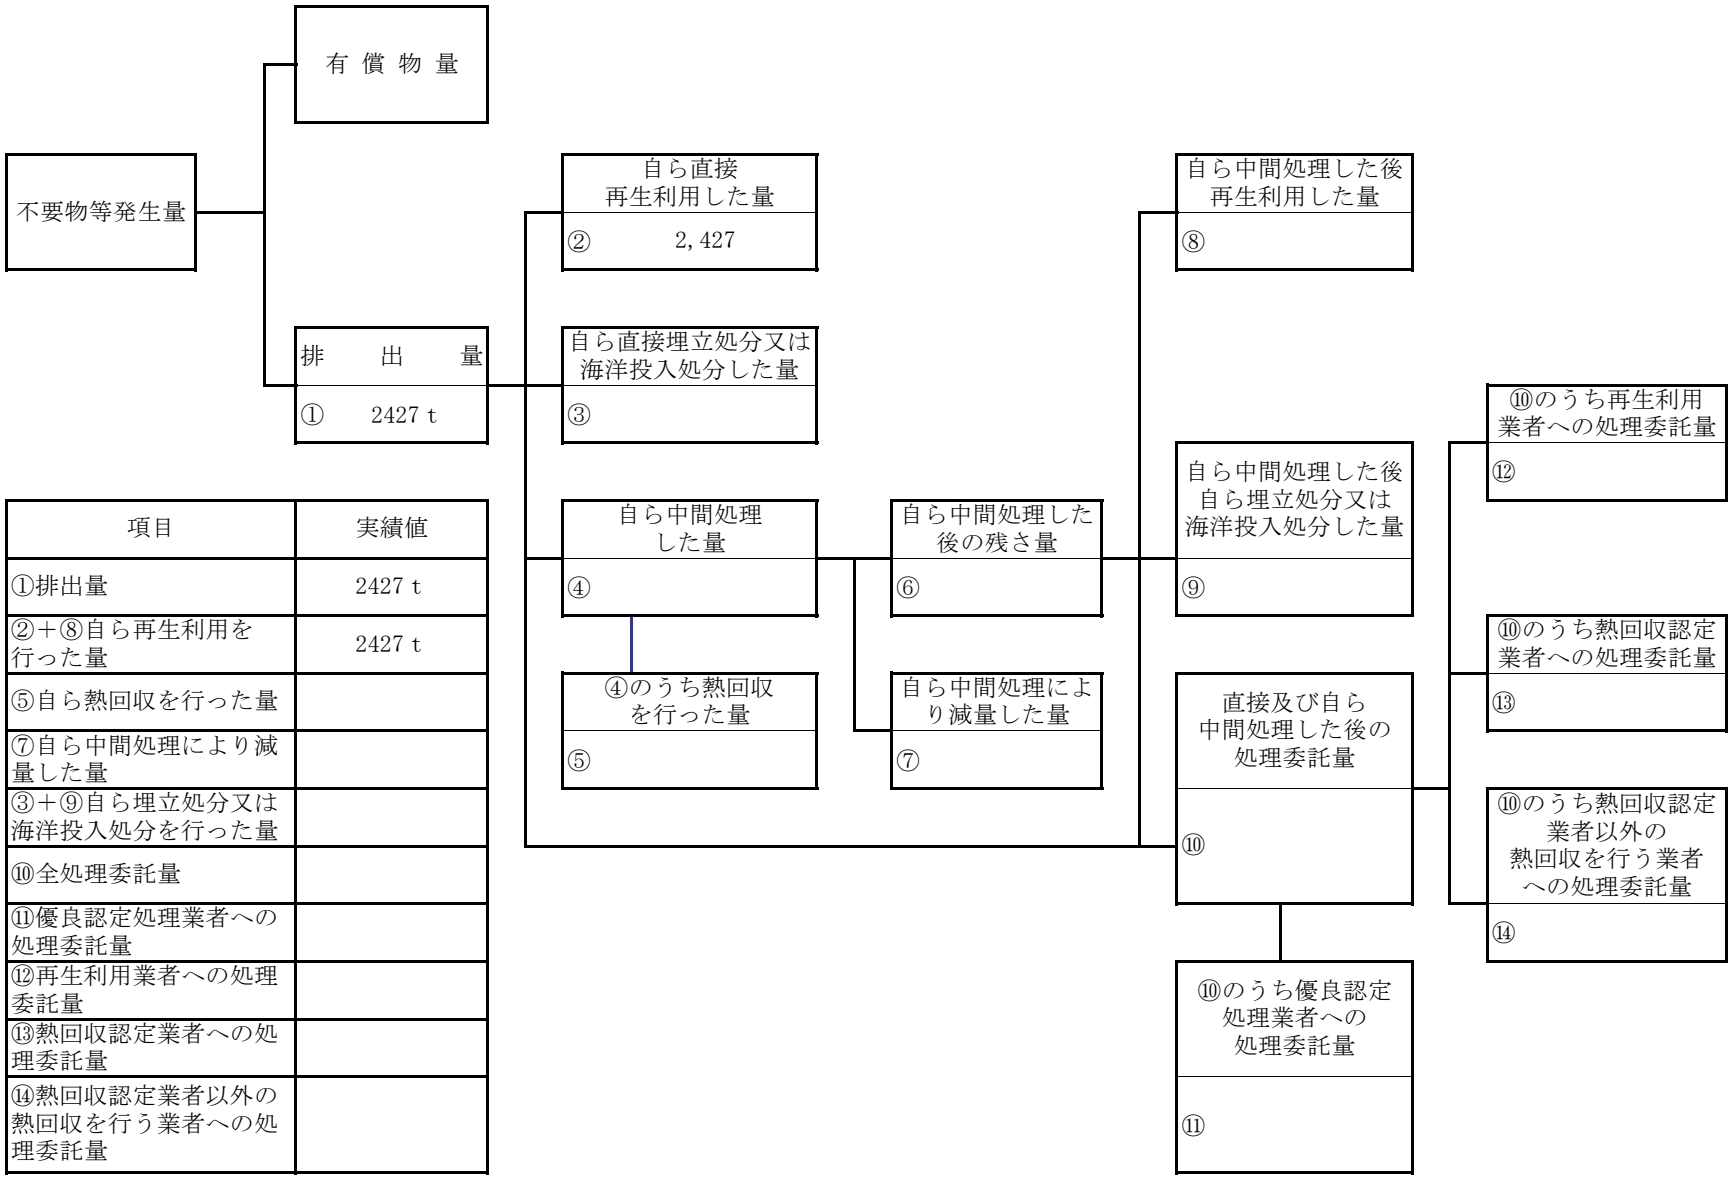 有償物量
不要物等発生量
自ら直接
再生利用した量
② 2,427
自ら中間処理した後
再生利用した量
⑧
排出量
① 2427 t
自ら直接埋立処分又は
海洋投入処分した量
③
⑩のうち再生利用
業者への処理委託量
⑫
自ら中間処理
した量
④
自ら中間処理した
後の残さ量
⑥
自ら中間処理した後
自ら埋立処分又は
海洋投入処分した量
⑨
⑩のうち熱回収認定
業者への処理委託量
⑬
④のうち熱回収
を行った量
⑤
自ら中間処理によ
り減量した量
⑦
直接及び自ら
中間処理した後の
処理委託量
⑩
⑩のうち熱回収認定
業者以外の
熱回収を行う業者
への処理委託量
⑭
⑩のうち優良認定
処理業者への
処理委託量
⑪
項目 実績値
①排出量 2427 t
②＋⑧自ら再生利用を
行った量 2427 t
⑤自ら熱回収を行った量
⑦自ら中間処理により減
量した量
③＋⑨自ら埋立処分又は
海洋投入処分を行った量
⑩全処理委託量
⑪優良認定処理業者への
処理委託量
⑫再生利用業者への処理
委託量
⑬熱回収認定業者への処
理委託量
⑭熱回収認定業者以外の
熱回収を行う業者への処
理委託量